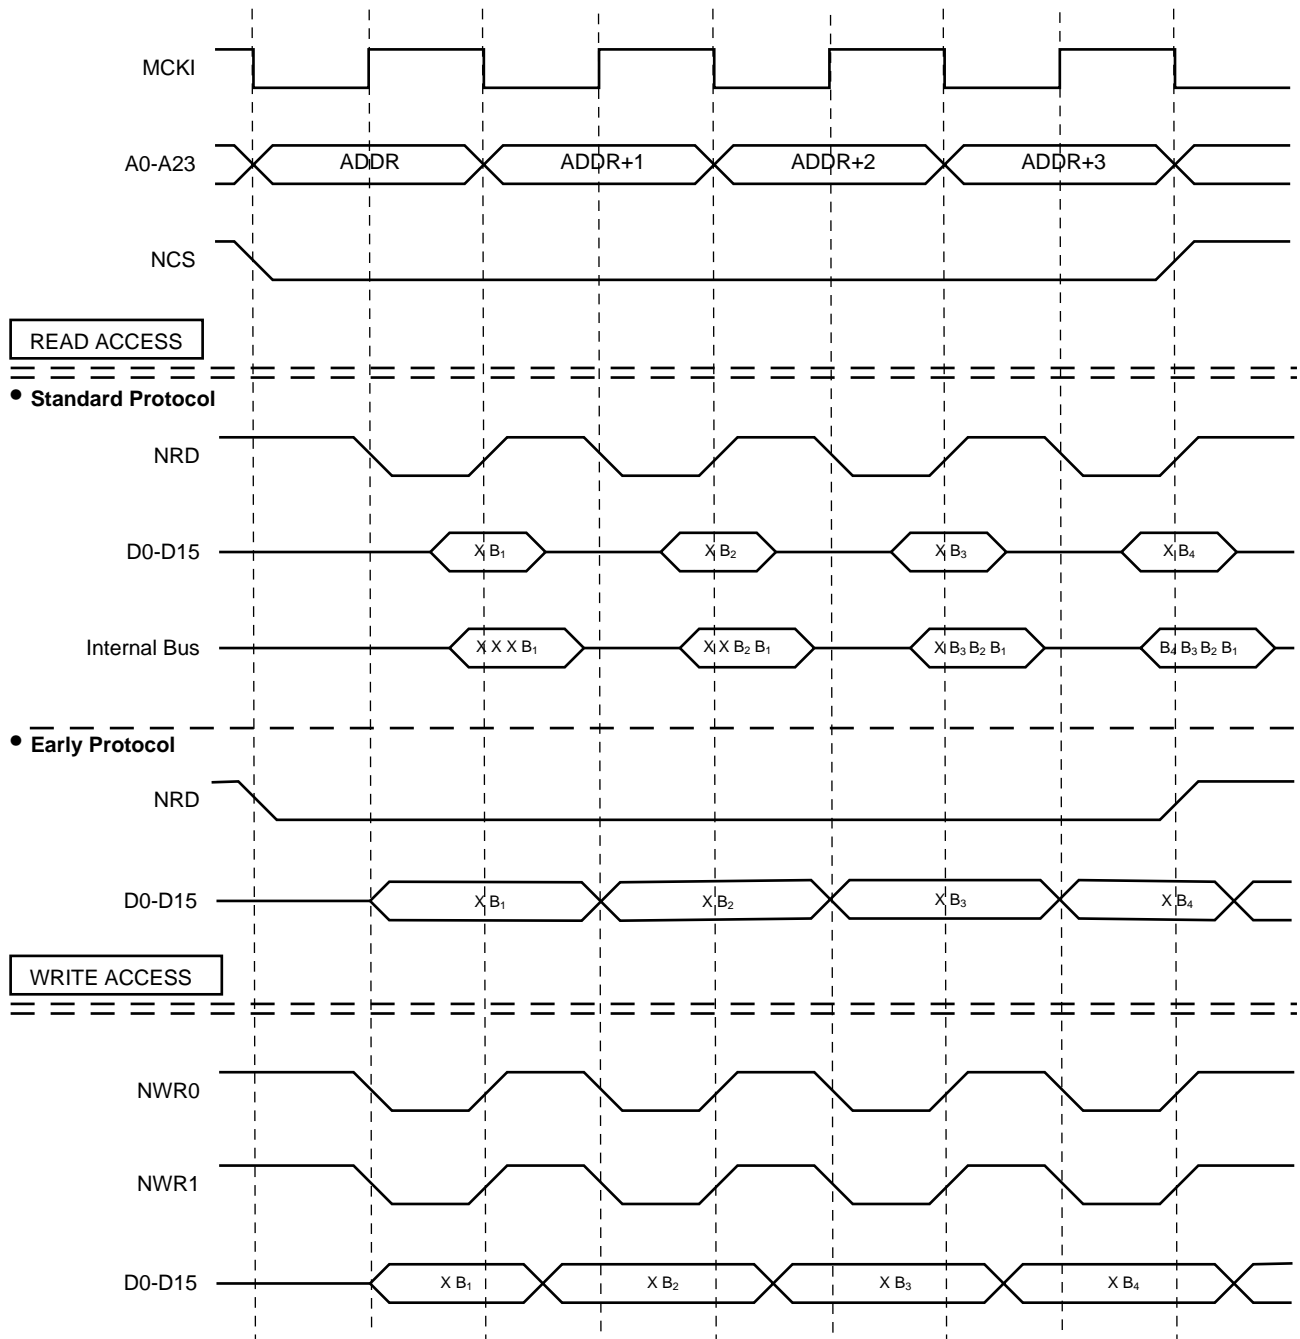 MCKI
A0-A23 ADDR ADDR+1 ADDR+2 ADDR+3
NCS
READ ACCESS
• Standard Protocol
NRD
D0-D15 X B₁ X B₂ X B₃ X B₄
Internal Bus X X X B₁ X X B₂ B₁ X B₃ B₂ B₁ B₄ B₃ B₂ B₁
• Early Protocol
NRD
D0-D15 X B₁ X B₂ X B₃ X B₄
WRITE ACCESS
NWR0
NWR1
D0-D15 X B₁ X B₂ X B₃ X B₄